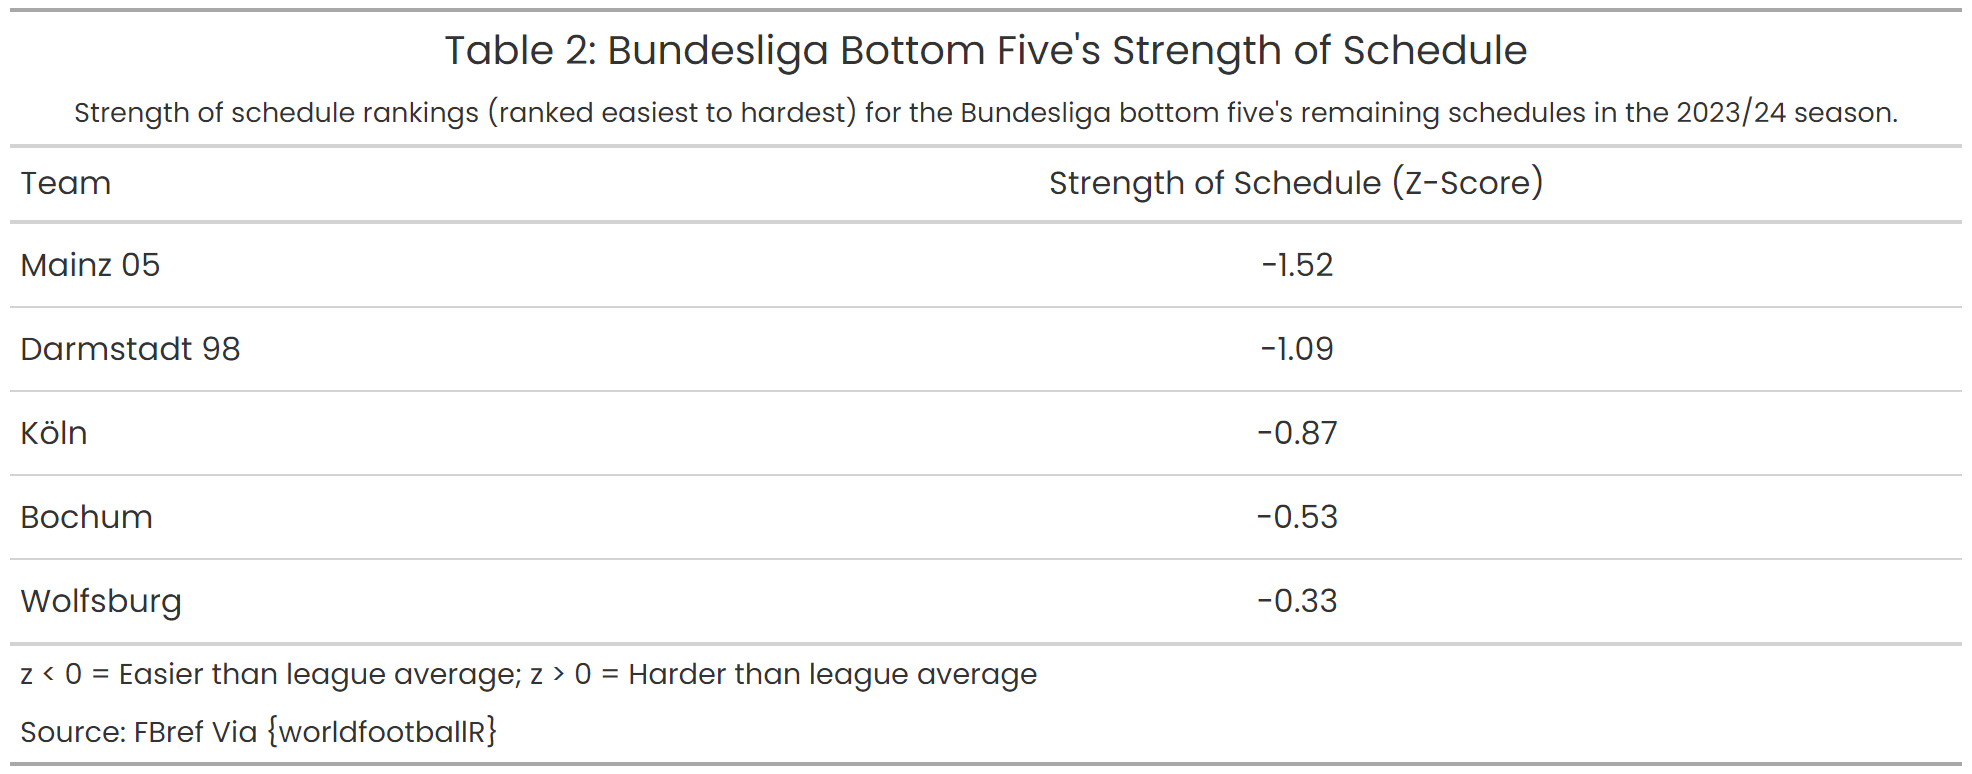 Table 2: Bundesliga Bottom Five's Strength of Schedule
Strength of schedule rankings (ranked easiest to hardest) for the Bundesliga bottom five's remaining schedules in the 2023/24 season.
Team Strength of Schedule (Z-Score)
Mainz 05 -1.52
Darmstadt 98 -1.09
Köln -0.87
Bochum -0.53
Wolfsburg -0.33
z < 0 = Easier than league average; z > 0 = Harder than league average
Source: FBref Via {worldfootballR}